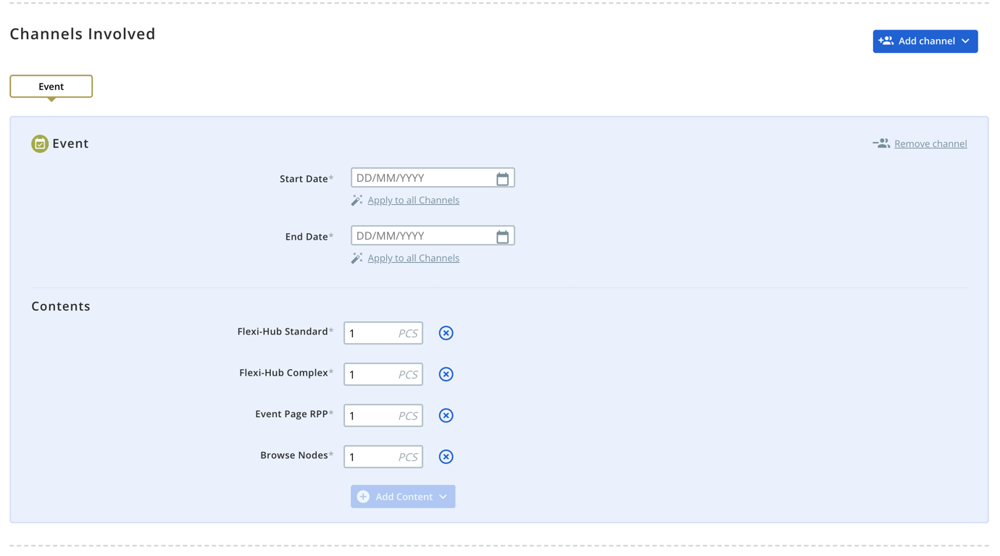 Channels Involved
Add channel
Event
Event
Remove channel
Start Date*
DD/MM/YYYY
Apply to all Channels
End Date*
DD/MM/YYYY
Apply to all Channels
Contents
Flexi-Hub Standard* 1 PCS
Flexi-Hub Complex* 1 PCS
Event Page RPP* 1 PCS
Browse Nodes* 1 PCS
Add Content